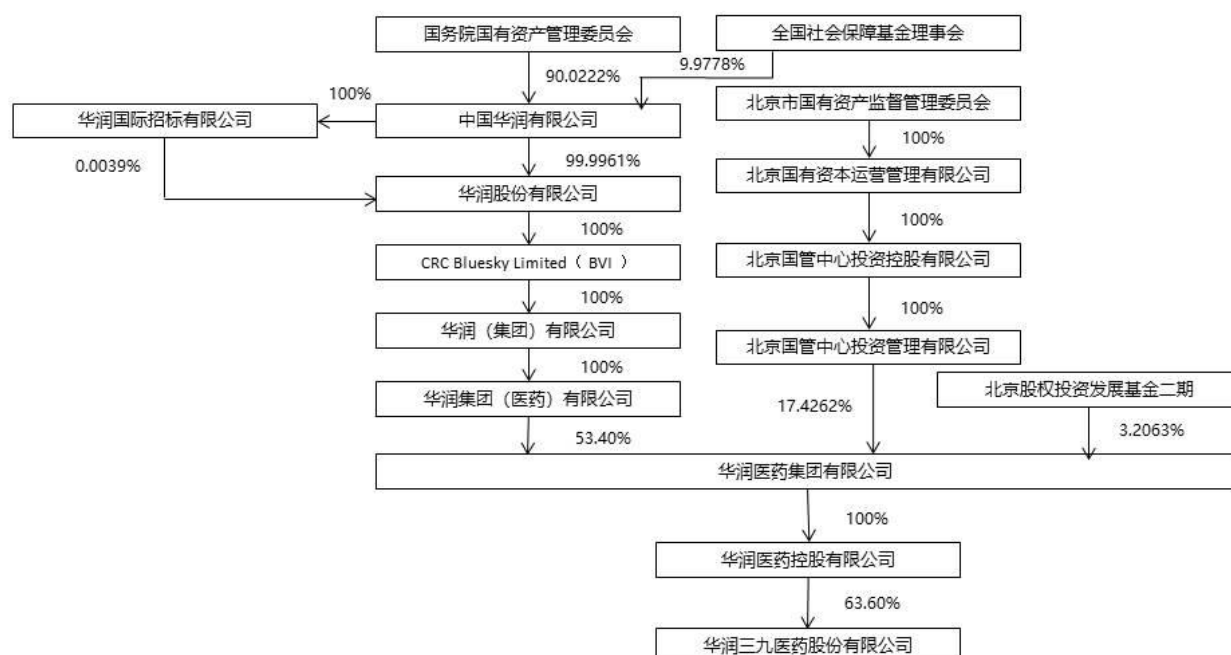 国务院国有资产管理委员会
全国社会保障基金理事会
90.0222%
9.9778%
北京市国有资产监督管理委员会
华润国际招标有限公司
100%
中国华润有限公司
100%
0.0039%
99.9961%
北京国有资本运营管理有限公司
华润股份有限公司
100%
100%
CRC Bluesky Limited（ BVI ）
北京国管中心投资控股有限公司
100%
100%
华润（集团）有限公司
北京国管中心投资管理有限公司
100%
华润集团（医药）有限公司
17.4262%
北京股权投资发展基金二期
53.40%
3.2063%
华润医药集团有限公司
100%
华润医药控股有限公司
63.60%
华润三九医药股份有限公司